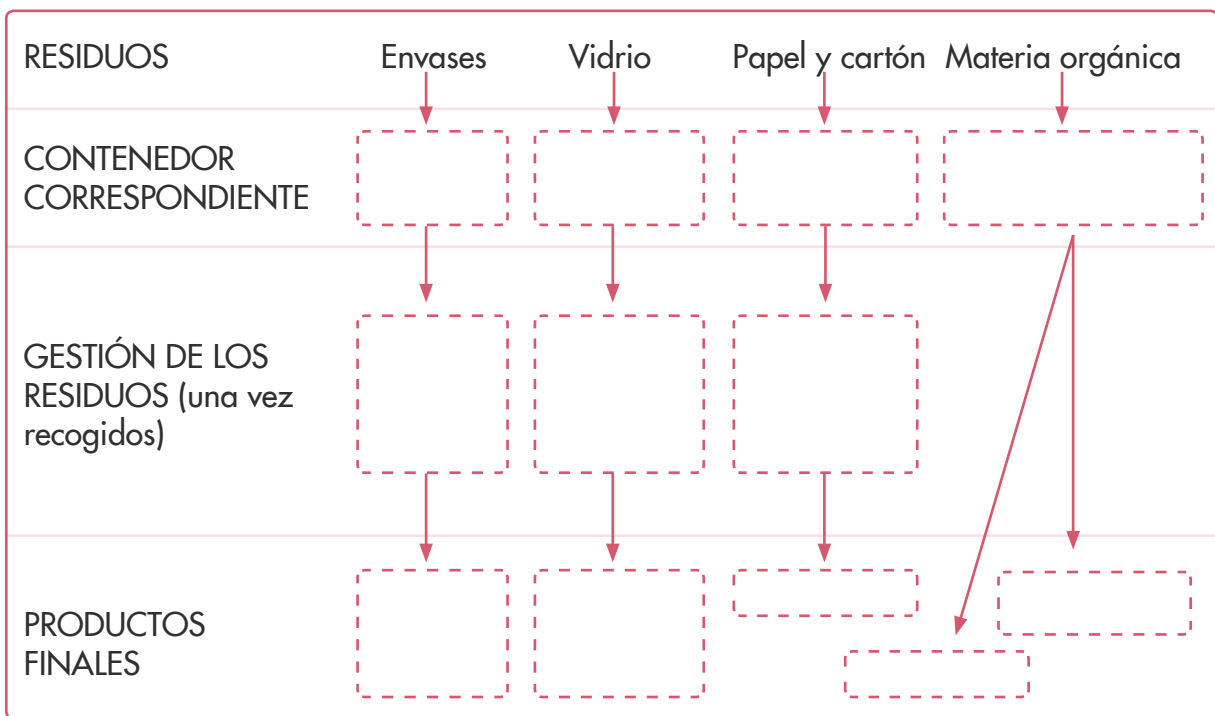 RESIDUOS Envases Vidrio Papel y cartón Materia orgánica
CONTENEDOR
CORRESPONDIENTE
GESTIÓN DE LOS
RESIDUOS (una vez
recogidos)
PRODUCTOS
FINALES